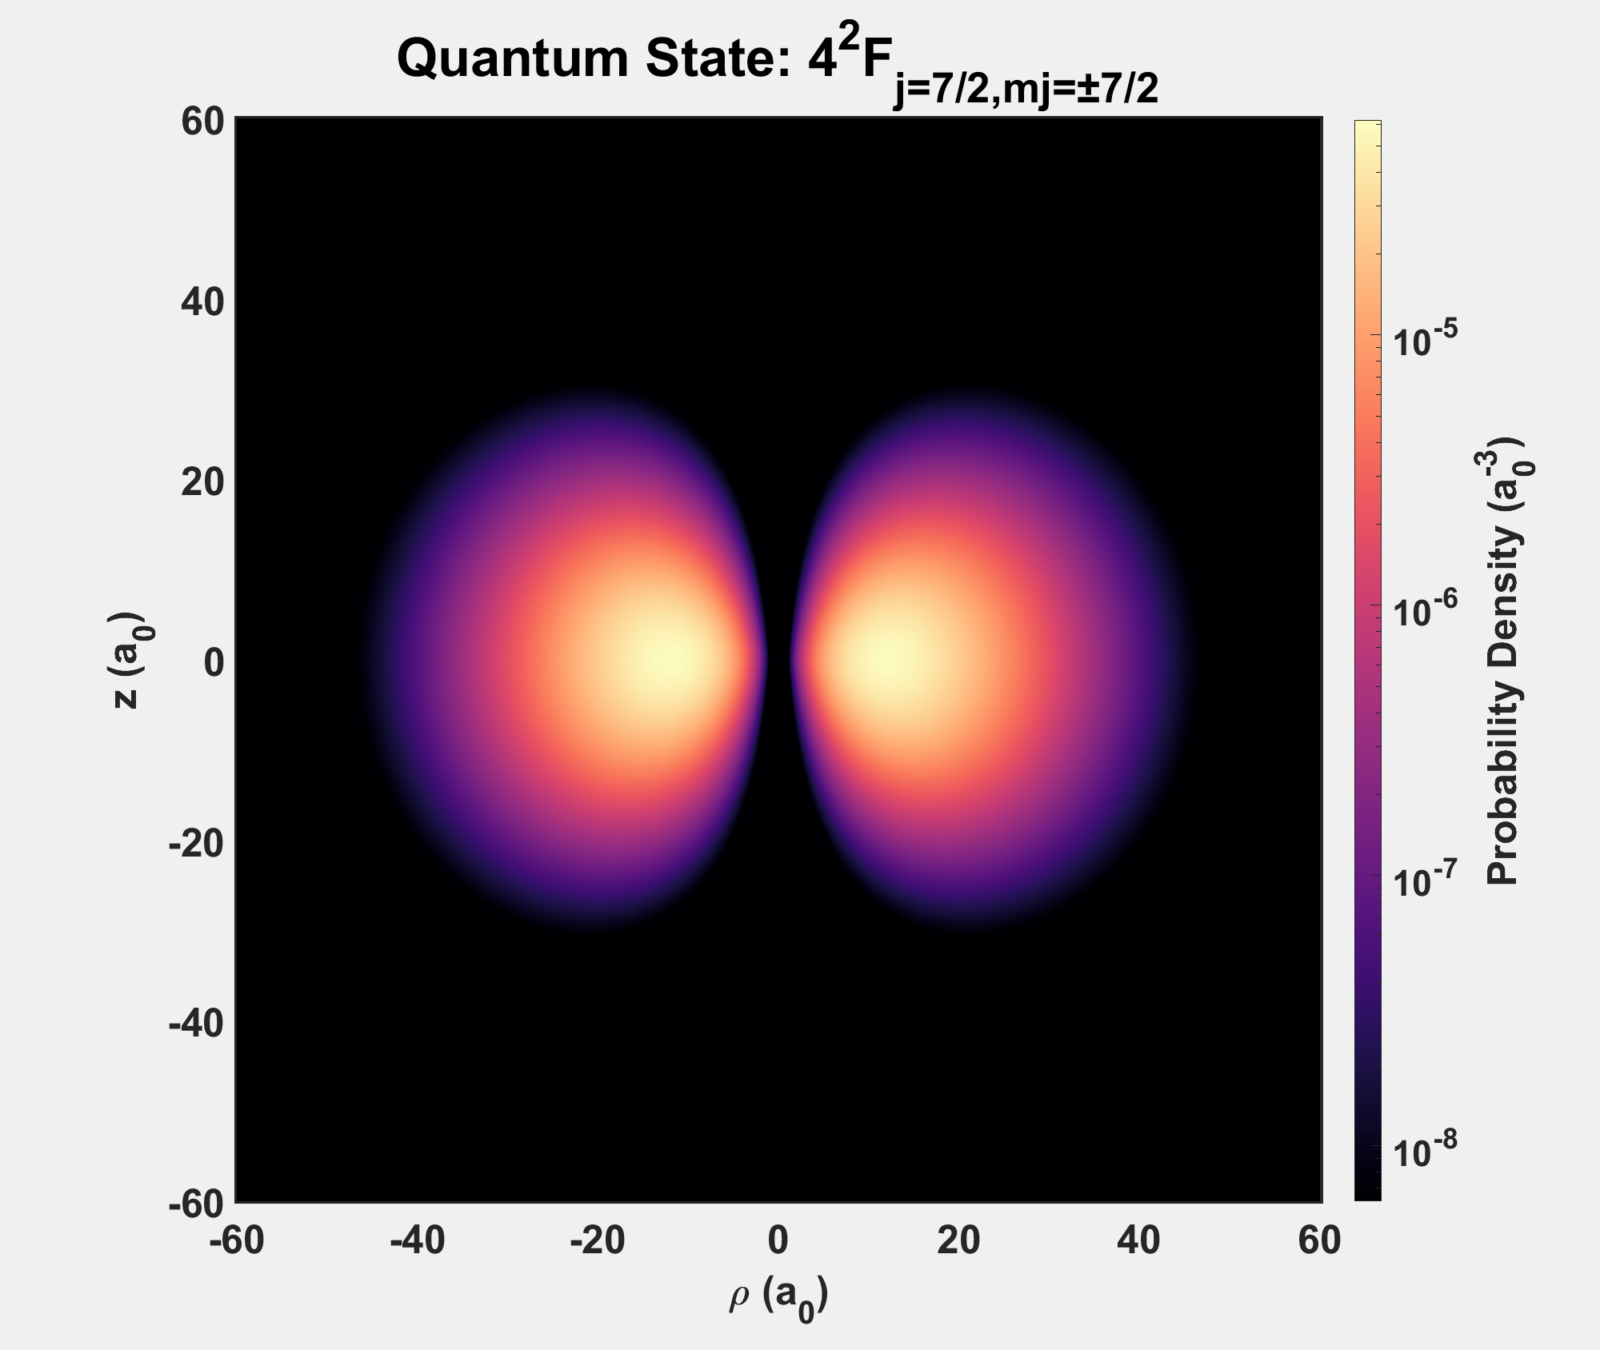 Quantum State: 4²F_j=7/2,mj=±7/2
60
40
20
0
-20
-40
-60
-60 -40 -20 0 20 40 60
z (a₀)
ρ (a₀)
10⁻⁵
10⁻⁶
10⁻⁷
10⁻⁸
Probability Density (a₀⁻³)